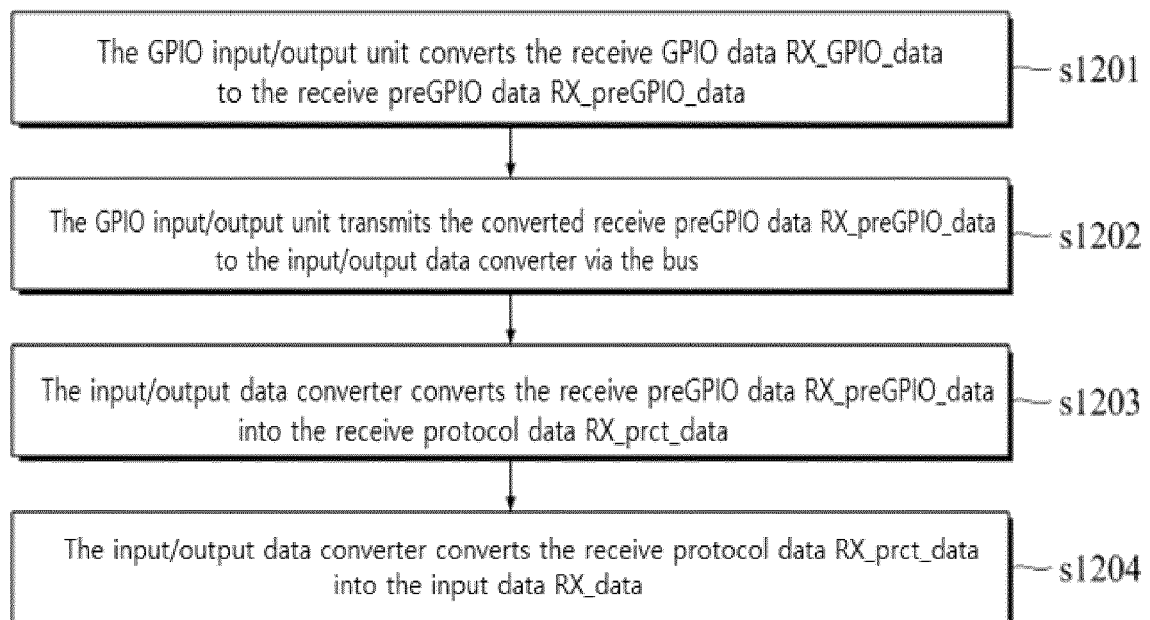 The GPIO input/output unit converts the receive GPIO data RX_GPIO_data
to the receive preGPIO data RX_preGPIO_data
s1201
The GPIO input/output unit transmits the converted receive preGPIO data RX_preGPIO_data
to the input/output data converter via the bus
s1202
The input/output data converter converts the receive preGPIO data RX_preGPIO_data
into the receive protocol data RX_prct_data
s1203
The input/output data converter converts the receive protocol data RX_prct_data
into the input data RX_data
s1204